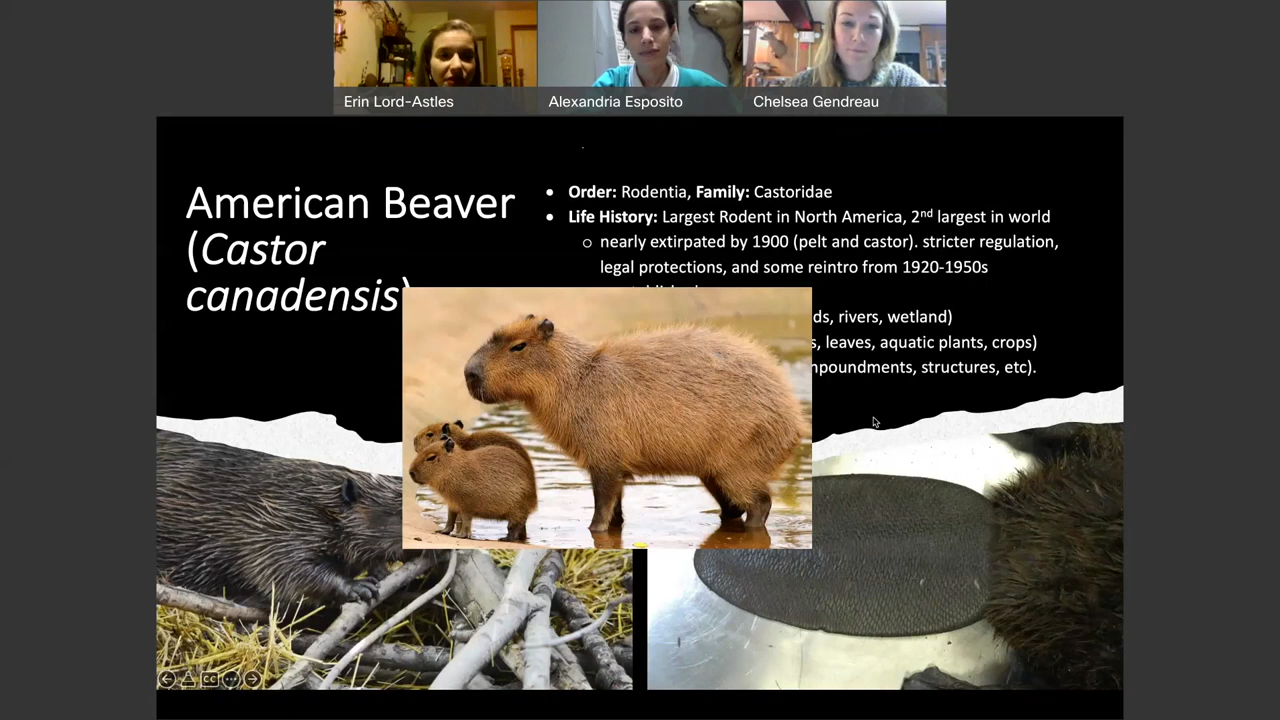 Erin Lord-Astles
Alexandria Esposito
Chelsea Gendreau
American Beaver
(Castor
canadensis)
• Order: Rodentia, Family: Castoridae
• Life History: Largest Rodent in North America, 2nd largest in world
o nearly extirpated by 1900 (pelt and castor). stricter regulation,
legal protections, and some reintro from 1920-1950s
ds, rivers, wetland)
s, leaves, aquatic plants, crops)
npoundments, structures, etc).
CC